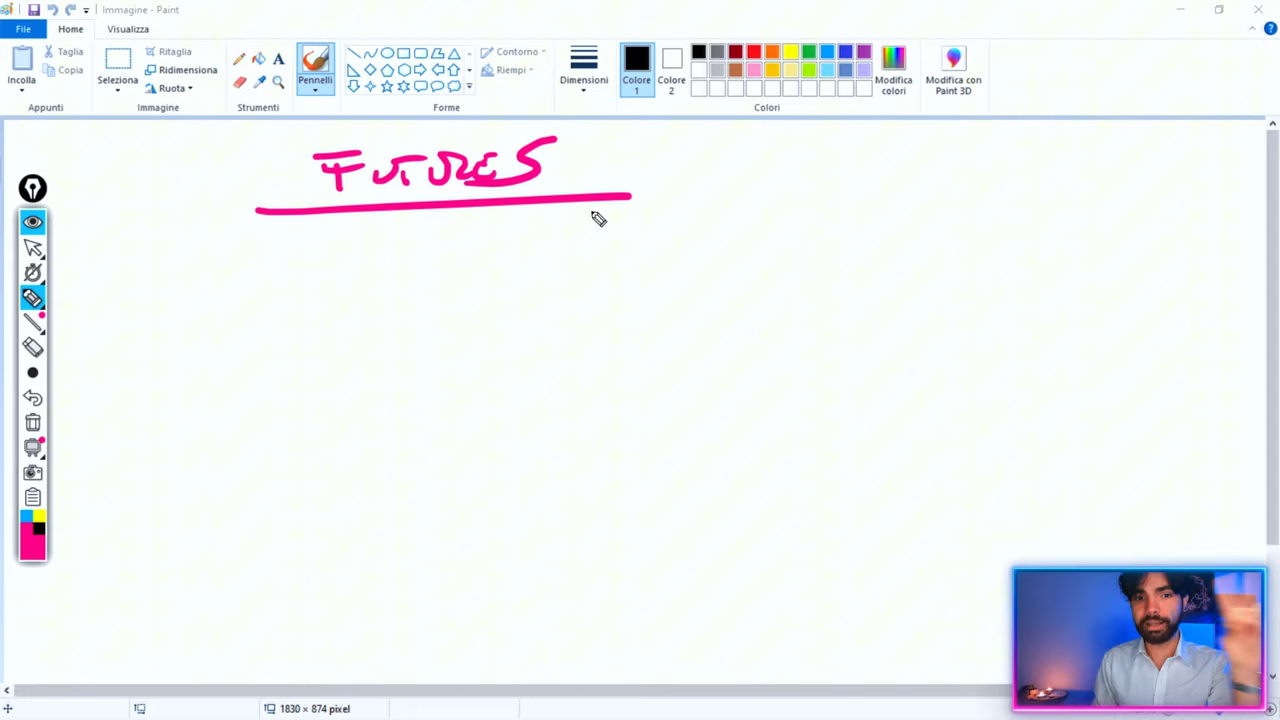 Immagine - Paint
File Home Visualizza
Incolla
Taglia
Copia
Appunti
Seleziona
Ritaglia
Ridimensiona
Ruota
Immagine
Strumenti
Pennelli
Forme
Contorno
Riempi
Dimensioni
Colore 1
Colore 2
Modifica colori
Colori
Modifica con Paint 3D
FUTURES
1830 × 874 pixel